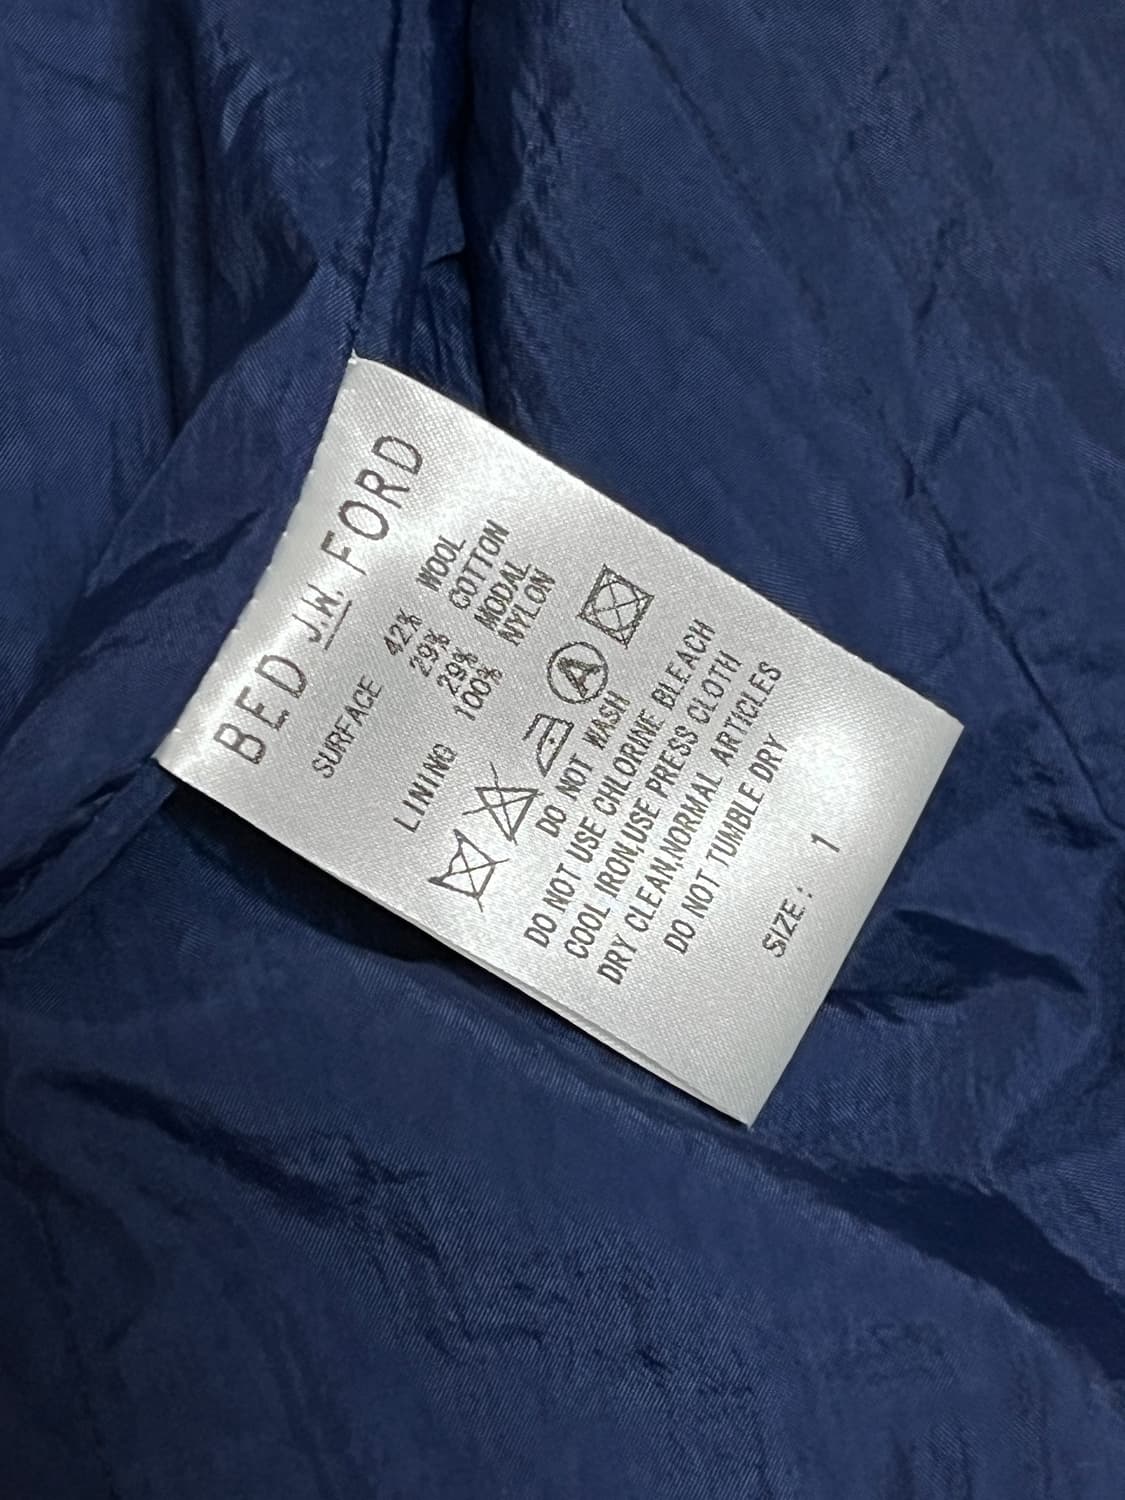 BED J.W. FORD
SURFACE 42% WOOL
29% COTTON
29% MODAL
LINING 100% NYLON
A
DO NOT WASH
DO NOT USE CHLORINE BLEACH
COOL IRON,USE PRESS CLOTH
DRY CLEAN,NORMAL ARTICLES
DO NOT TUMBLE DRY
SIZE : 1